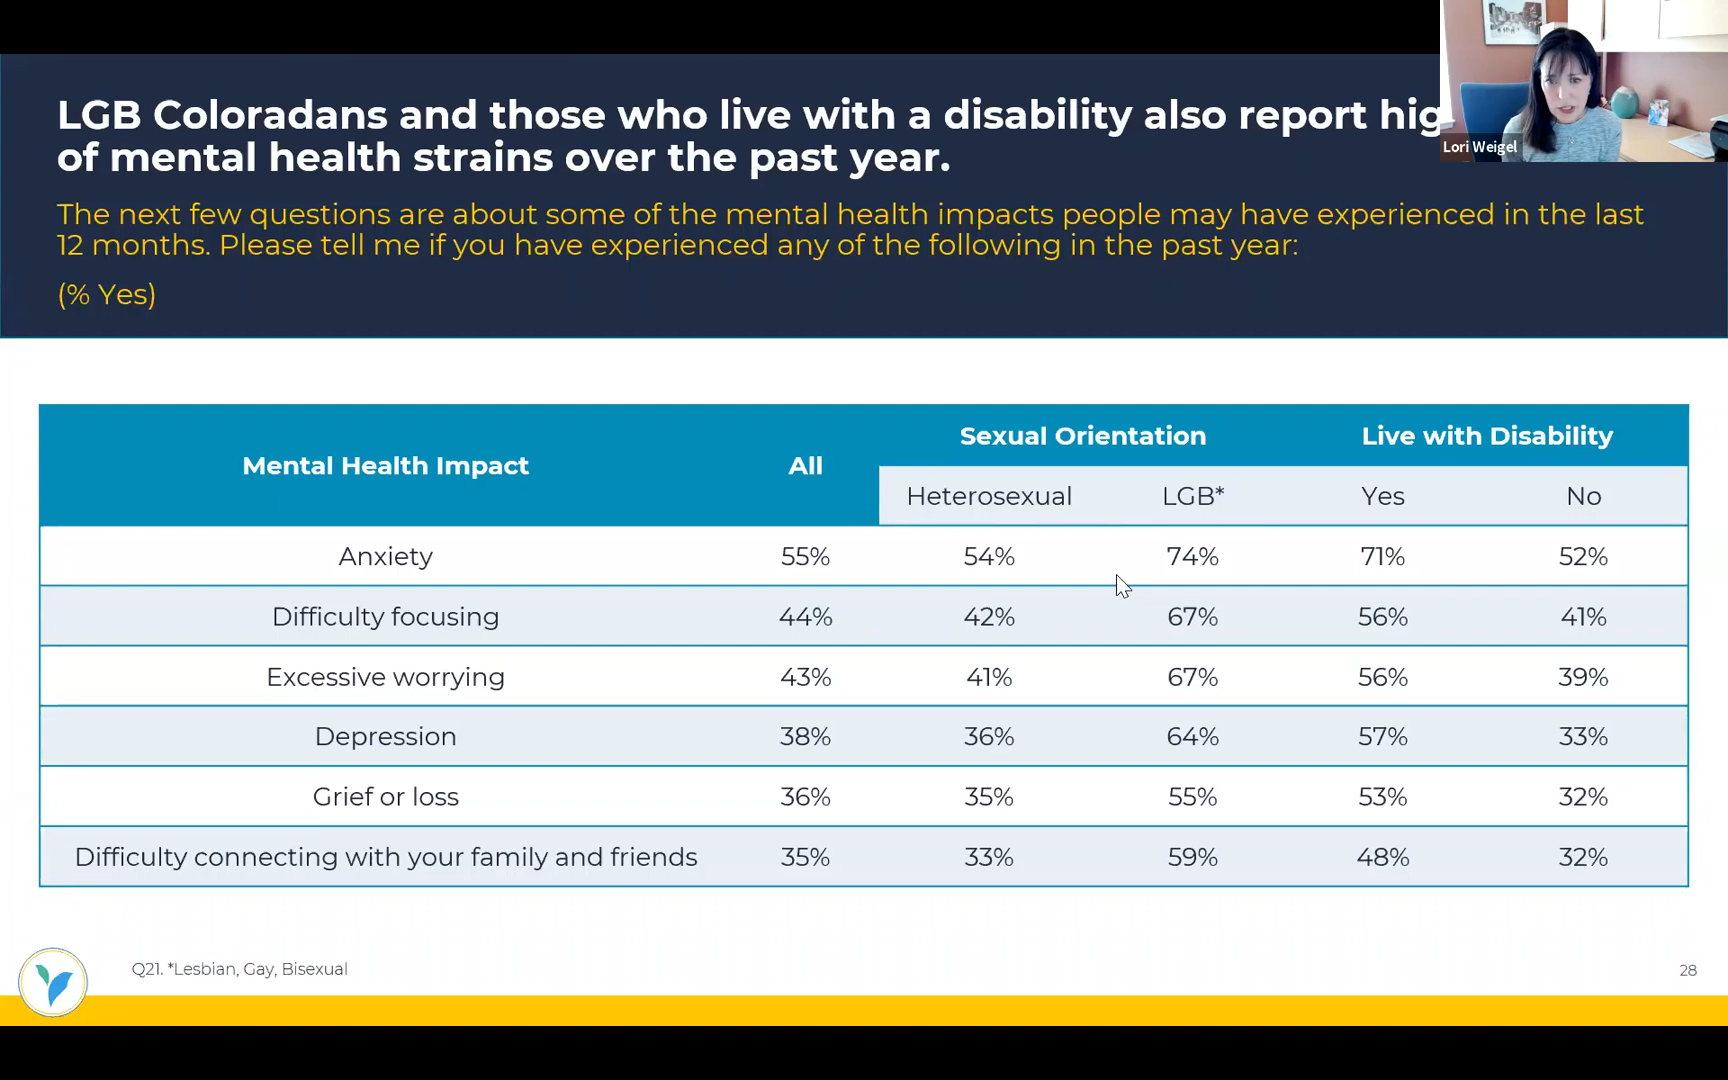 LGB Coloradans and those who live with a disability also report
of mental health strains over the past year.
The next few questions are about some of the mental health impacts people may have experienced in the last
12 months. Please tell me if you have experienced any of the following in the past year:
(% Yes)
Lori Weigel
Mental Health Impact All Sexual Orientation Live with Disability
Heterosexual LGB* Yes No
Anxiety 55% 54% 74% 71% 52%
Difficulty focusing 44% 42% 67% 56% 41%
Excessive worrying 43% 41% 67% 56% 39%
Depression 38% 36% 64% 57% 33%
Grief or loss 36% 35% 55% 53% 32%
Difficulty connecting with your family and friends 35% 33% 59% 48% 32%
Q21. *Lesbian, Gay, Bisexual
28